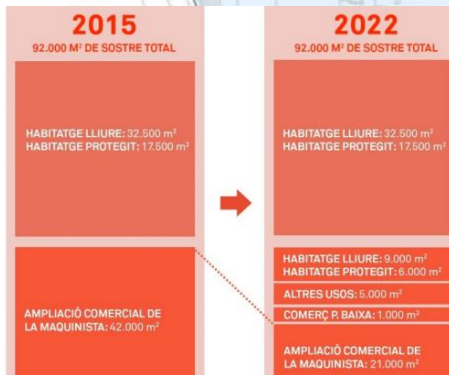 2015
92.000 M² DE SOSTRE TOTAL
HABITATGE LLIURE: 32.500 m²
HABITATGE PROTEGIT: 17.500 m²
AMPLIACIÓ COMERCIAL DE
LA MAQUINISTA: 42.000 m²
2022
92.000 M² DE SOSTRE TOTAL
HABITATGE LLIURE: 32.500 m²
HABITATGE PROTEGIT: 17.500 m²
HABITATGE LLIURE: 9.000 m²
HABITATGE PROTEGIT: 6.000 m²
ALTRES USOS: 5.000 m²
COMERÇ P. BAIXA: 1.000 m²
AMPLIACIÓ COMERCIAL DE
LA MAQUINISTA: 21.000 m²